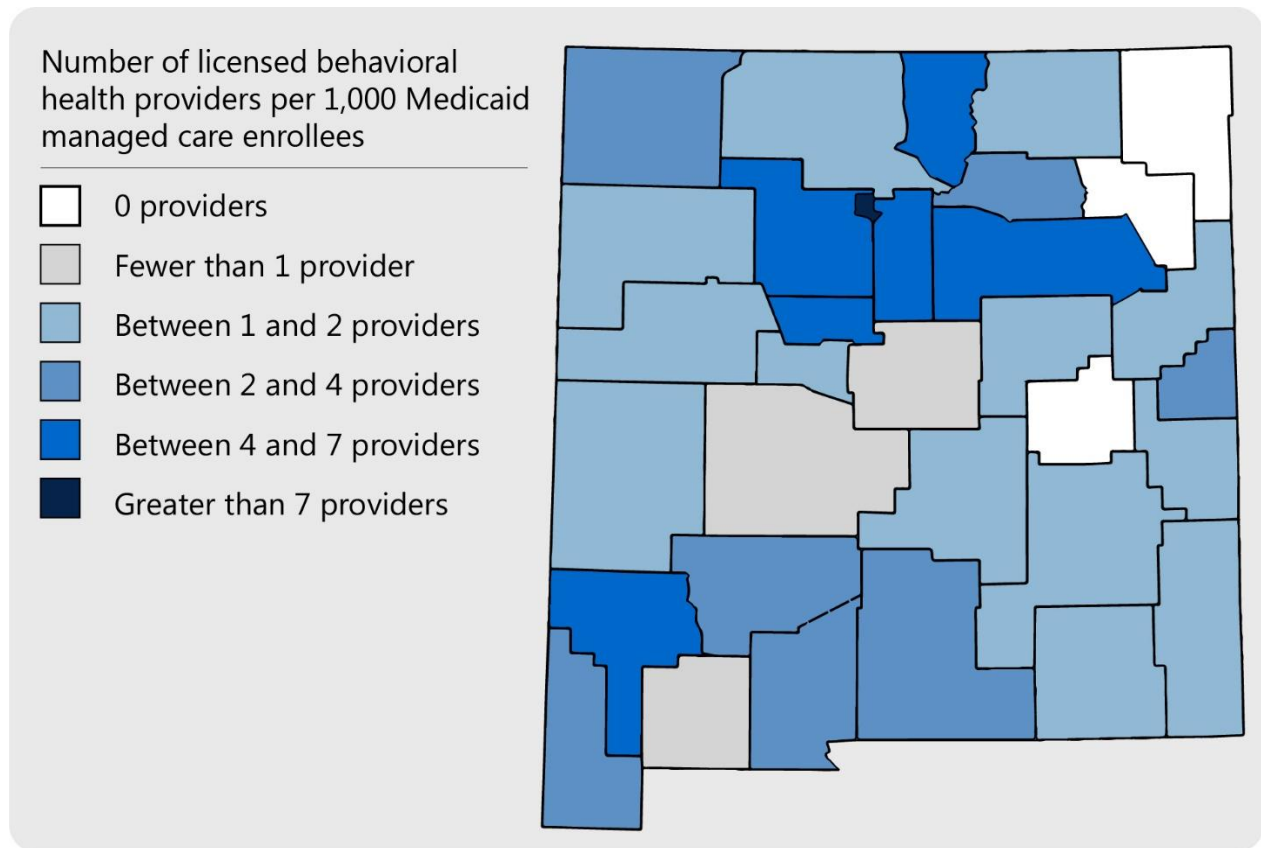 Number of licensed behavioral
health providers per 1,000 Medicaid
managed care enrollees
0 providers
Fewer than 1 provider
Between 1 and 2 providers
Between 2 and 4 providers
Between 4 and 7 providers
Greater than 7 providers